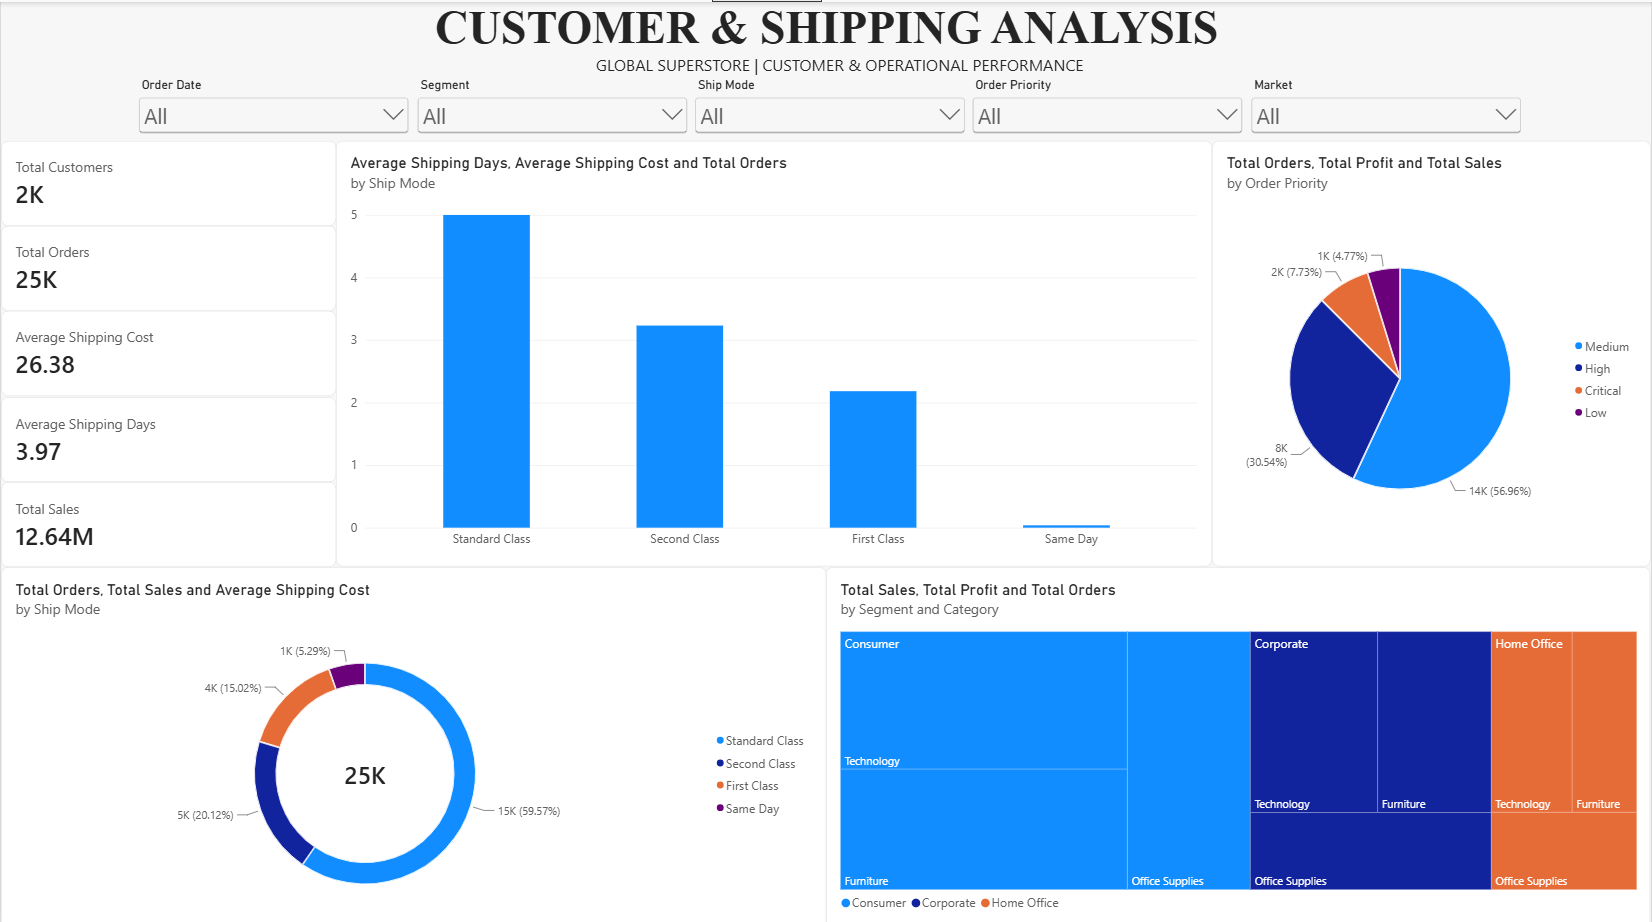 CUSTOMER & SHIPPING ANALYSIS
GLOBAL SUPERSTORE | CUSTOMER & OPERATIONAL PERFORMANCE
Order Date
Segment
Ship Mode
Order Priority
Market
All
All
All
All
All
Total Customers
2K
Total Orders
25K
Average Shipping Cost
26.38
Average Shipping Days
3.97
Total Sales
12.64M
Average Shipping Days, Average Shipping Cost and Total Orders
by Ship Mode
5
4
3
2
1
0
Standard Class
Second Class
First Class
Same Day
Total Orders, Total Profit and Total Sales
by Order Priority
1K (4.77%)
2K (7.73%)
8K
(30.54%)
14K (56.96%)
Medium
High
Critical
Low
Total Orders, Total Sales and Average Shipping Cost
by Ship Mode
1K (5.29%)
4K (15.02%)
25K
5K (20.12%)
15K (59.57%)
Standard Class
Second Class
First Class
Same Day
Total Sales, Total Profit and Total Orders
by Segment and Category
Consumer
Technology
Furniture
Office Supplies
Corporate
Technology
Furniture
Office Supplies
Home Office
Technology
Furniture
Office Supplies
Consumer
Corporate
Home Office